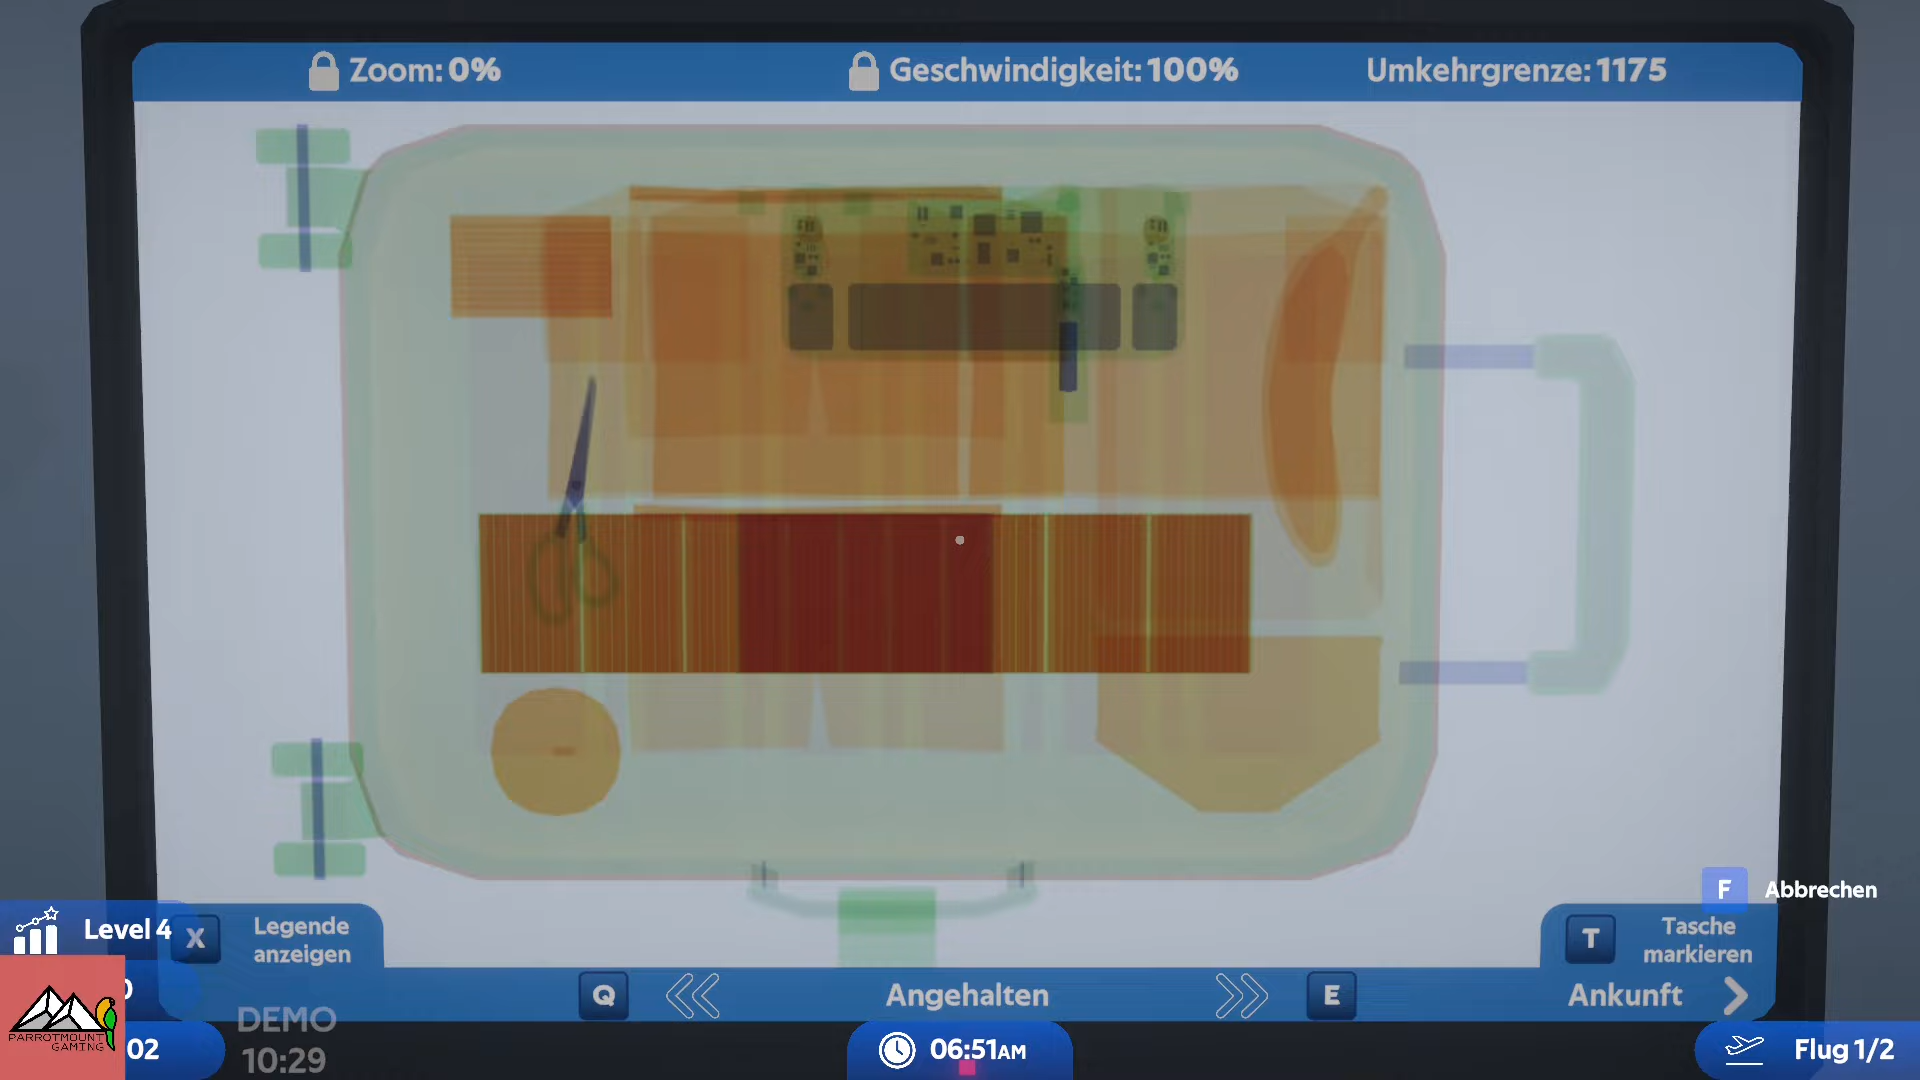 Zoom: 0%
Geschwindigkeit: 100%
Umkehrgrenze: 1175
F Abbrechen
Level 4
X Legende
anzeigen
T Tasche
markieren
Q Angehalten E
Ankunft
DEMO
10:29
PARROTMOUNT
GAMING
02
06:51AM
Flug 1/2